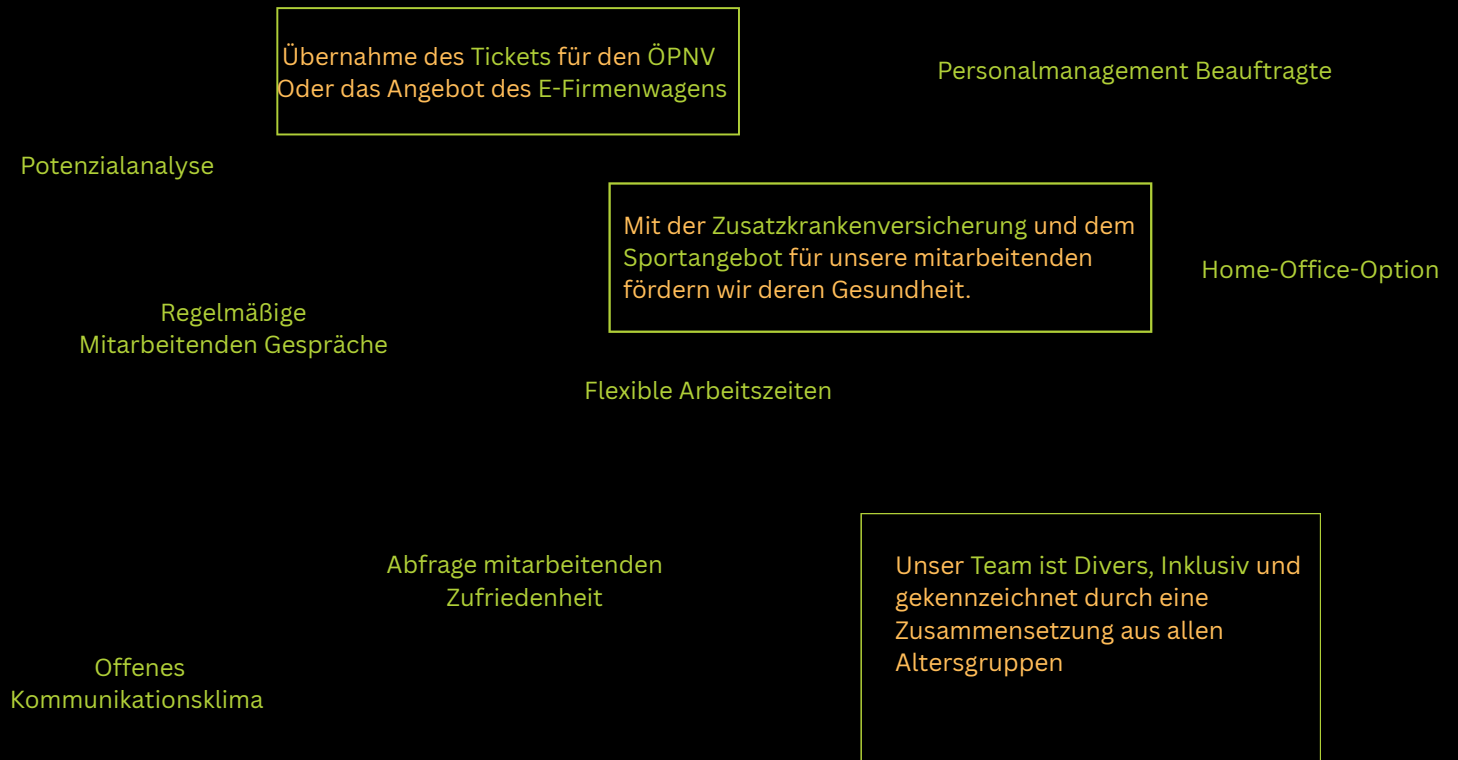 Übernahme des Tickets für den ÖPNV
Oder das Angebot des E-Firmenwagens
Personalmanagement Beauftragte
Potenzialanalyse
Mit der Zusatzkrankenversicherung und dem
Sportangebot für unsere mitarbeitenden
fördern wir deren Gesundheit.
Home-Office-Option
Regelmäßige
Mitarbeitenden Gespräche
Flexible Arbeitszeiten
Abfrage mitarbeitenden
Zufriedenheit
Unser Team ist Divers, Inklusiv und
gekennzeichnet durch eine
Zusammensetzung aus allen
Altersgruppen
Offenes
Kommunikationsklima